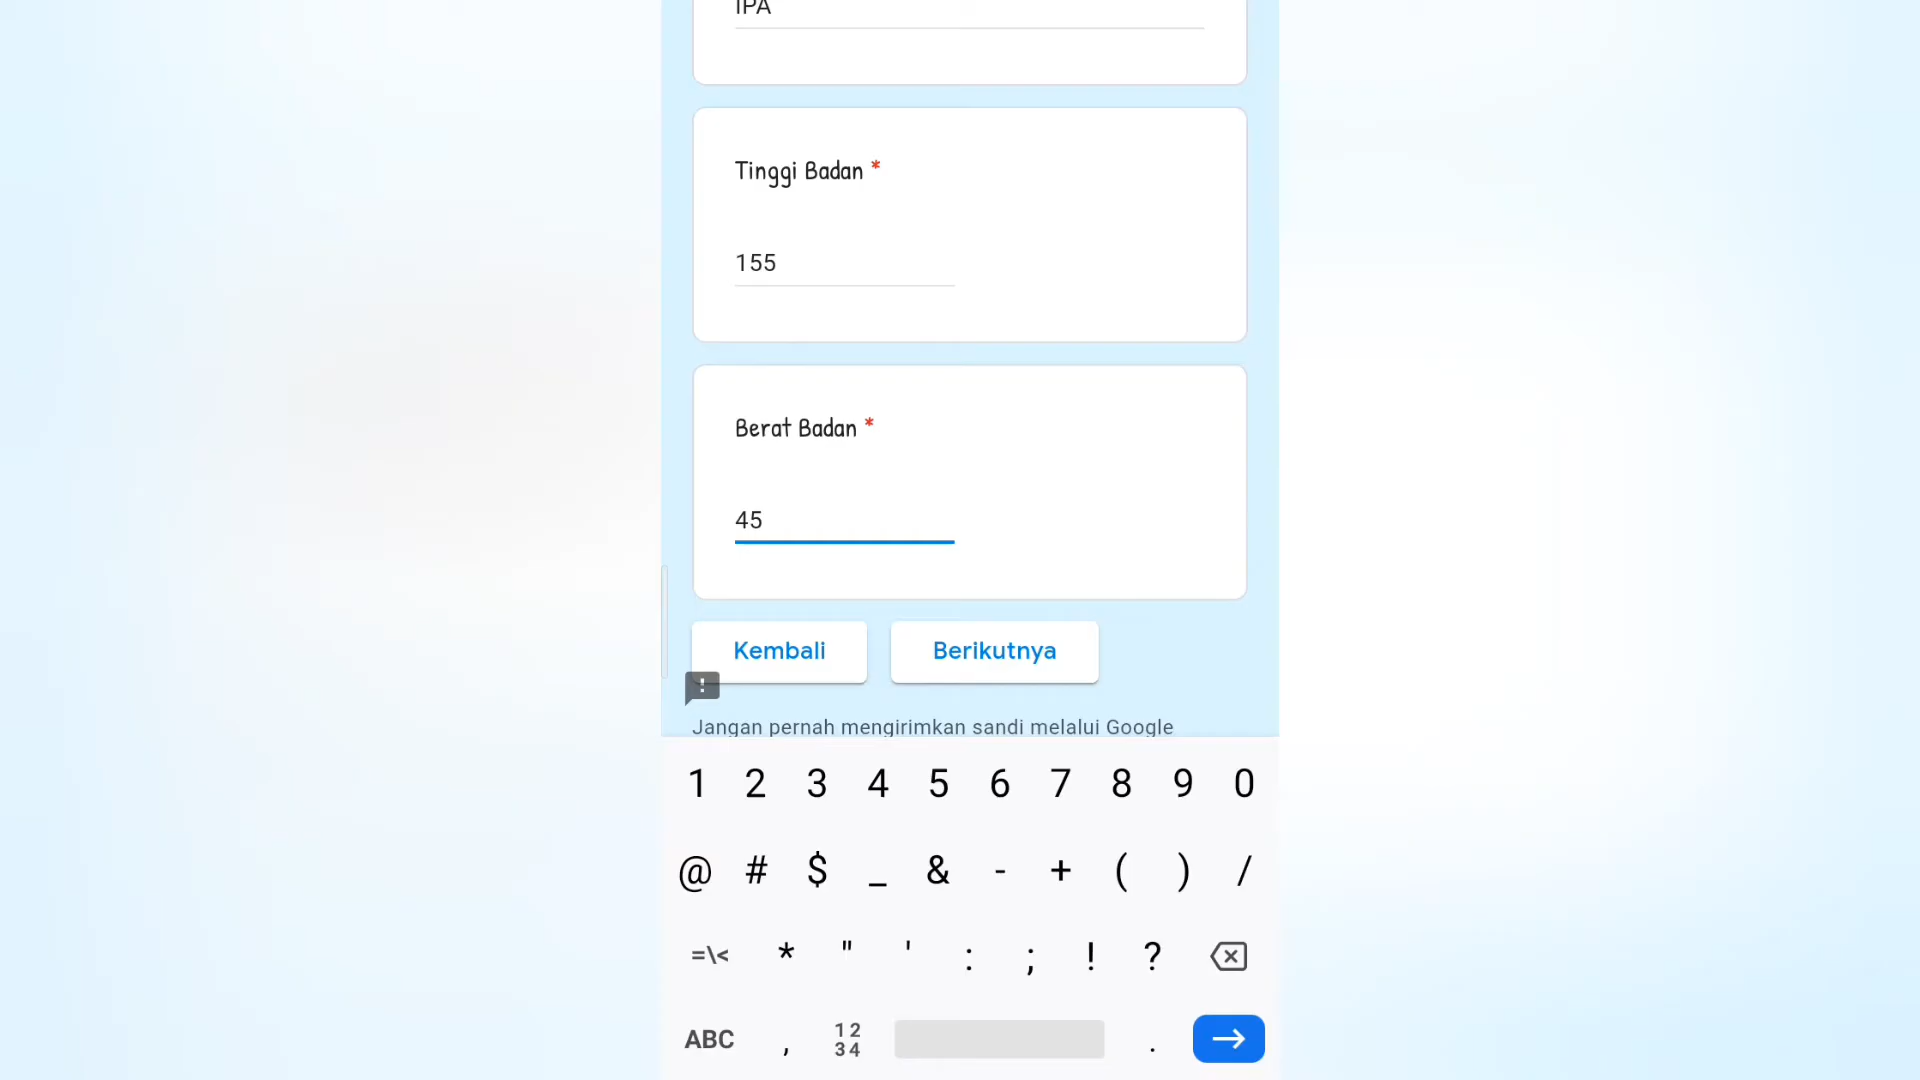 IPA
Tinggi Badan *
155
Berat Badan *
45
Kembali
Berikutnya
!
Jangan pernah mengirimkan sandi melalui Google
1 2 3 4 5 6 7 8 9 0
@ # $ _ & - + ( ) /
=\< * " ' : ; ! ?
ABC , 12 34 .